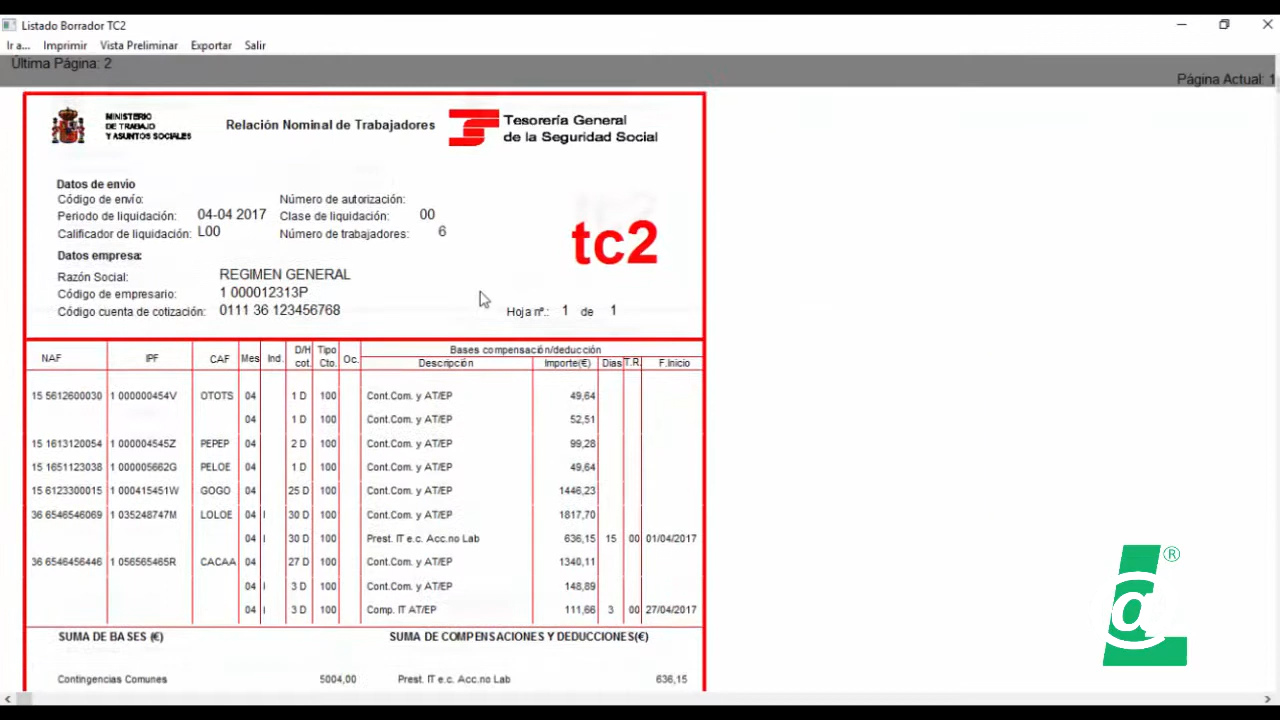 Listado Borrador TC2
Ir a... Imprimir Vista Preliminar Exportar Salir
Última Página: 2
Página Actual: 1
MINISTERIO
DE TRABAJO
Y ASUNTOS SOCIALES
Relación Nominal de Trabajadores
Tesorería General
de la Seguridad Social
Datos de envío
Código de envío: Número de autorización:
Periodo de liquidación: 04-04 2017 Clase de liquidación: 00
Calificador de liquidación: L00 Número de trabajadores: 6
tc2
Datos empresa:
Razón Social: REGIMEN GENERAL
Código de empresario: 1 000012313P
Código cuenta de cotización: 0111 36 123456768 Hoja nº.: 1 de 1
NAF IPF CAF Mes Ind. D/H cot. Tipo Cto. Oc. Bases compensación/deducción
Descripción Importe(€) Dias T.R. F.Inicio
15 5612600030 1 000000454V OTOTS 04 1 D 100 Cont.Com. y AT/EP 49,64
04 1 D 100 Cont.Com. y AT/EP 52,51
15 1613120054 1 000004545Z PEPEP 04 2 D 100 Cont.Com. y AT/EP 99,28
15 1651123038 1 000005662G PELOE 04 1 D 100 Cont.Com. y AT/EP 49,64
15 6123300015 1 000415451W GOGO 04 25 D 100 Cont.Com. y AT/EP 1446,23
36 6546546069 1 035248747M LOLOE 04 I 30 D 100 Cont.Com. y AT/EP 1817,70
04 I 30 D 100 Prest. IT e.c. Acc.no Lab 636,15 15 00 01/04/2017
36 6546456446 1 056565465R CACAA 04 27 D 100 Cont.Com. y AT/EP 1340,11
04 I 3 D 100 Cont.Com. y AT/EP 148,89
04 I 3 D 100 Comp. IT AT/EP 111,66 3 00 27/04/2017
SUMA DE BASES (€) SUMA DE COMPENSACIONES Y DEDUCCIONES(€)
Contingencias Comunes 5004,00 Prest. IT e.c. Acc.no Lab 636,15
®